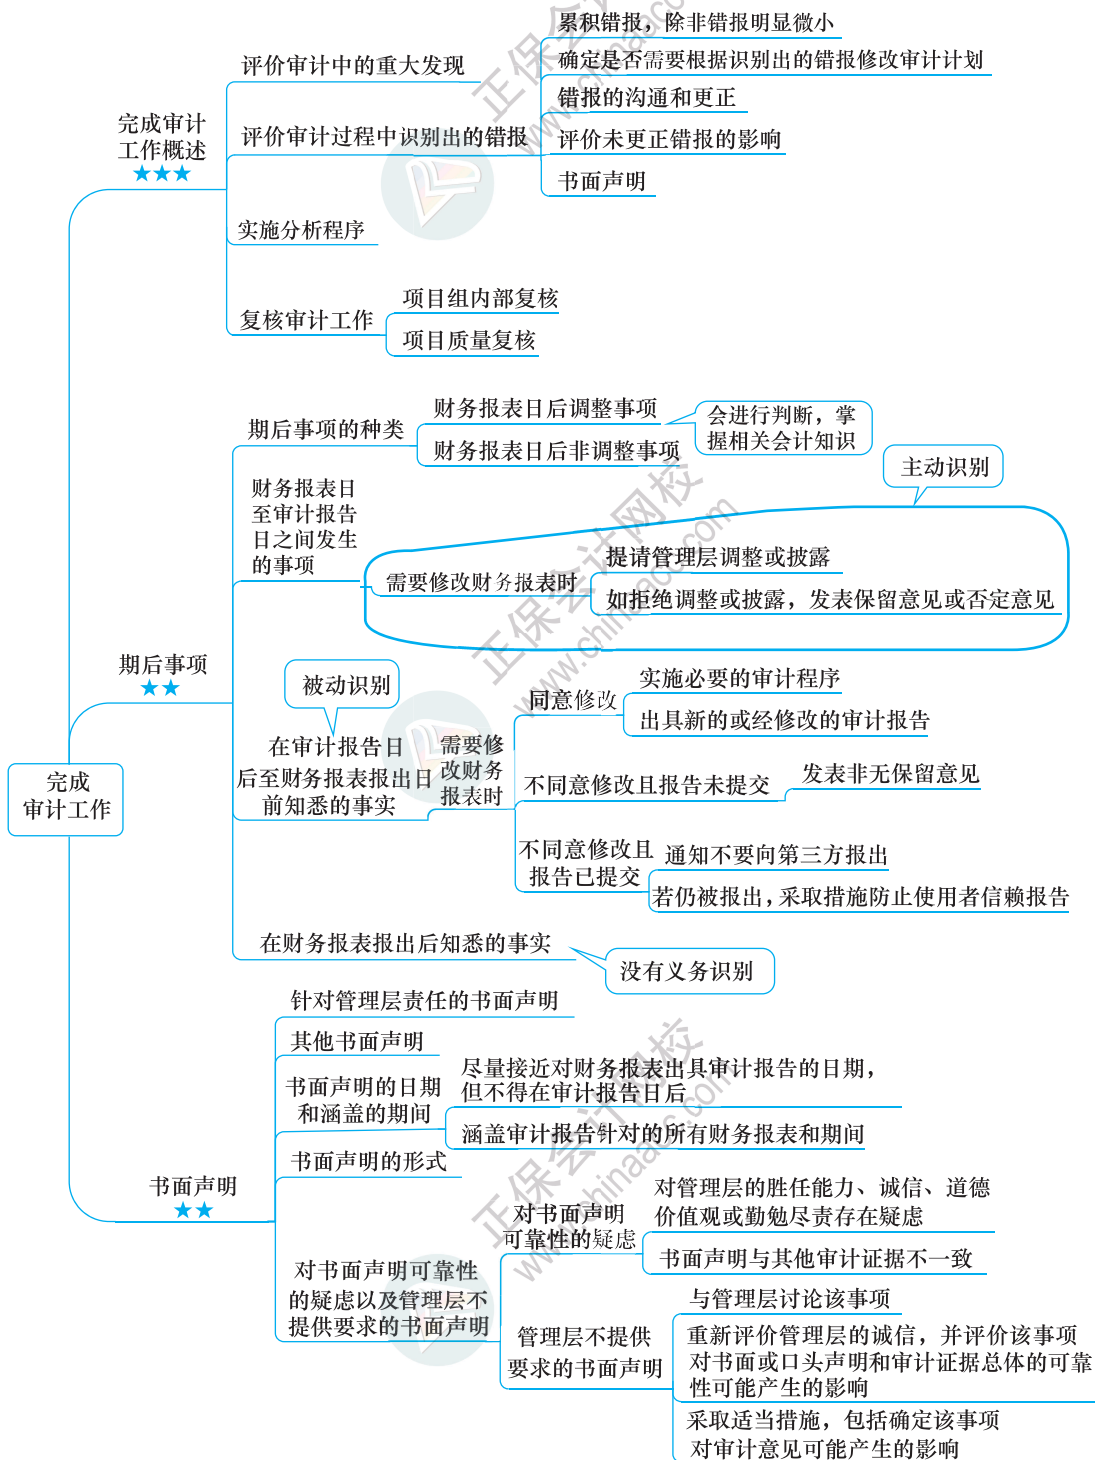 累积错报，除非错报明显微小
评价审计中的重大发现
确定是否需要根据识别出的错报修改审计计划
错报的沟通和更正
完成审计
工作概述
★★★
评价审计过程中识别出的错报
评价未更正错报的影响
书面声明
实施分析程序
复核审计工作
项目组内部复核
项目质量复核
期后事项的种类
财务报表日后调整事项
财务报表日后非调整事项
会进行判断，掌
握相关会计知识
主动识别
财务报表日
至审计报告
日之间发生
的事项
需要修改财务报表时
提请管理层调整或披露
如拒绝调整或披露，发表保留意见或否定意见
期后事项
★★
被动识别
在审计报告日
后至财务报表报出日
前知悉的事实
需要修
改财务
报表时
同意修改
实施必要的审计程序
出具新的或经修改的审计报告
不同意修改且报告未提交
发表非无保留意见
完成
审计工作
不同意修改且
报告已提交
通知不要向第三方报出
若仍被报出，采取措施防止使用者信赖报告
在财务报表报出后知悉的事实
没有义务识别
针对管理层责任的书面声明
其他书面声明
书面声明的日期
和涵盖的期间
尽量接近对财务报表出具审计报告的日期，
但不得在审计报告日后
涵盖审计报告针对的所有财务报表和期间
书面声明的形式
书面声明
★★
对书面声明可靠性
的疑虑以及管理层不
提供要求的书面声明
对书面声明
可靠性的疑虑
对管理层的胜任能力、诚信、道德
价值观或勤勉尽责存在疑虑
书面声明与其他审计证据不一致
管理层不提供
要求的书面声明
与管理层讨论该事项
重新评价管理层的诚信，并评价该事项
对书面或口头声明和审计证据总体的可靠
性可能产生的影响
采取适当措施，包括确定该事项
对审计意见可能产生的影响
正保会计网校
www.chinaacc.com
正保会计网校
www.chinaacc.com
正保会计网校
www.chinaacc.com